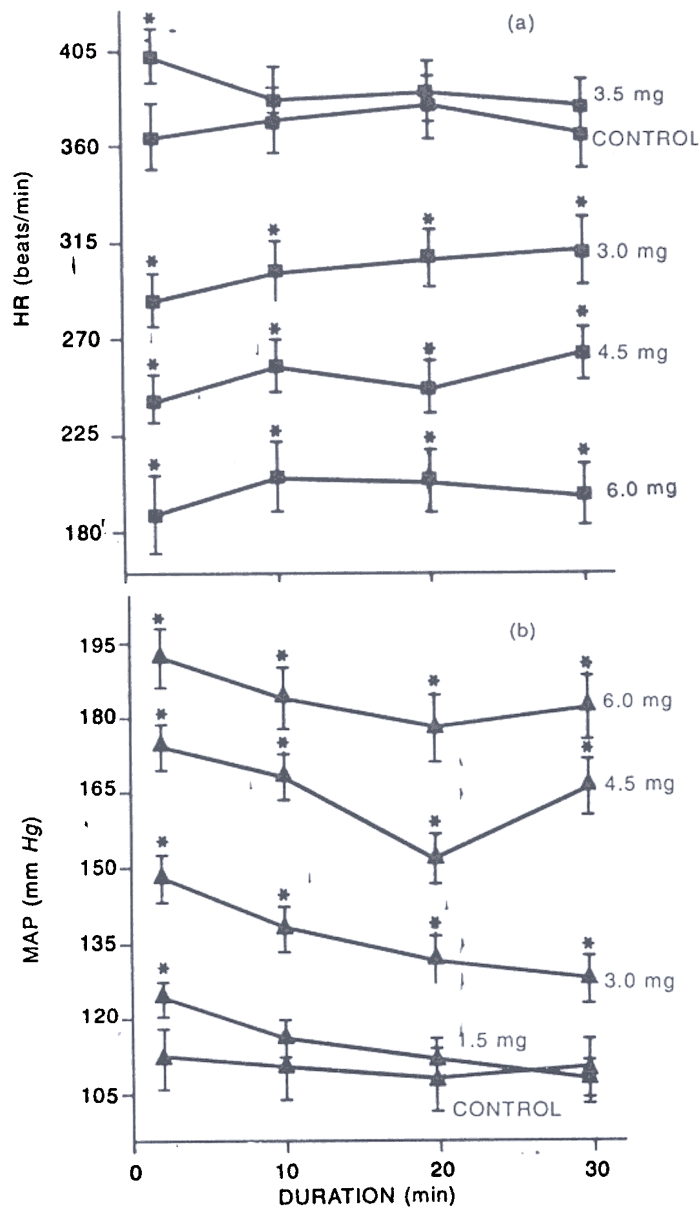 (a)
*
405
3.5 mg
CONTROL
360
* * * *
315
3.0 mg
HR (beats/min)
* * * *
270
4.5 mg
225
* * * *
6.0 mg
180
(b)
* * * *
195
6.0 mg
180
* * * *
4.5 mg
165
MAP (mm Hg)
150
* * * *
135
3.0 mg
*
120
1.5 mg
105
CONTROL
0 10 20 30
DURATION (min)